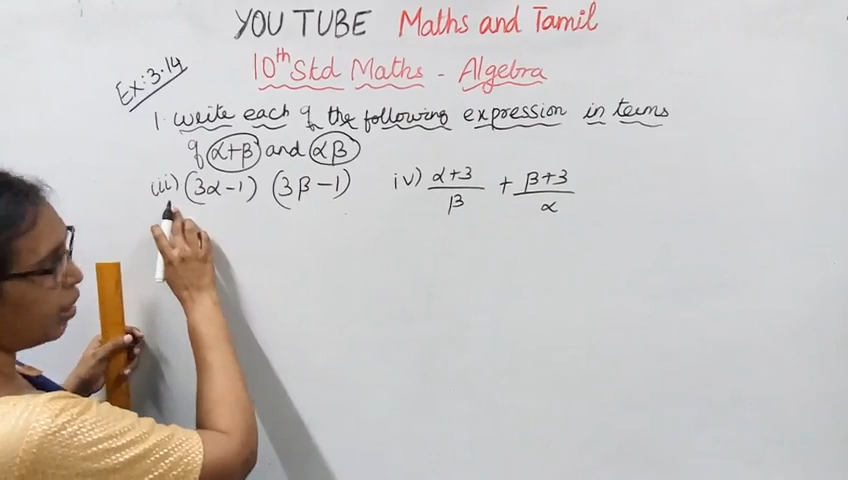 YOU TUBE Maths and Tamil
10th Std Maths - Algebra
Ex: 3.14
1. Write each of the following expression in terms
of α+β and αβ
iii) (3α-1) (3β-1) iv) α+3/β + β+3/α